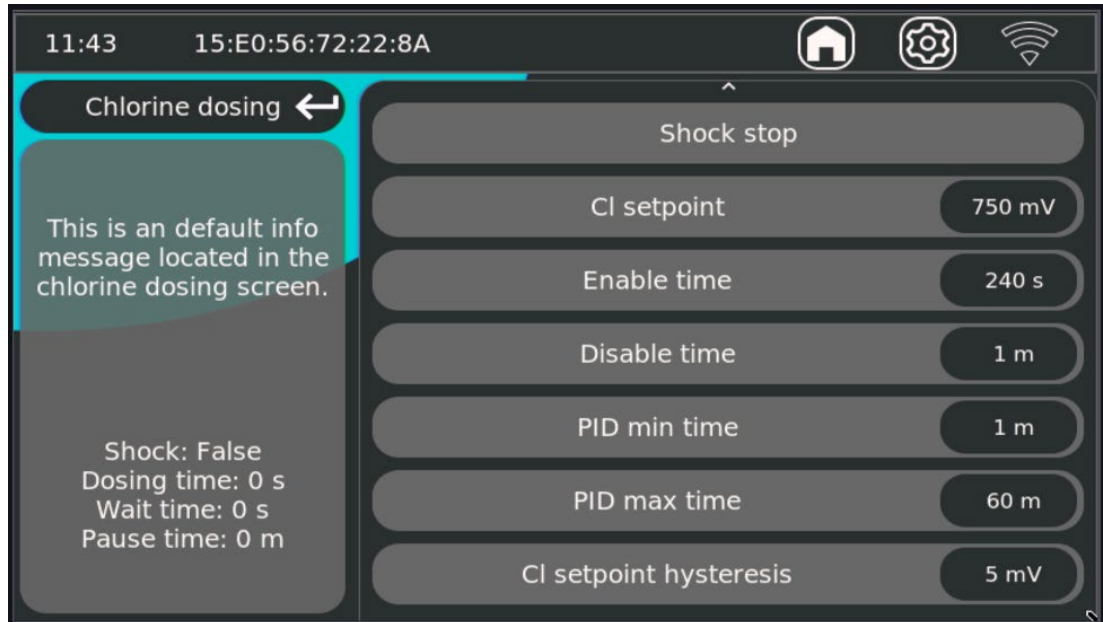 11:43 15:E0:56:72:22:8A
Chlorine dosing
This is an default info
message located in the
chlorine dosing screen.
Shock: False
Dosing time: 0 s
Wait time: 0 s
Pause time: 0 m
Shock stop
Cl setpoint 750 mV
Enable time 240 s
Disable time 1 m
PID min time 1 m
PID max time 60 m
Cl setpoint hysteresis 5 mV